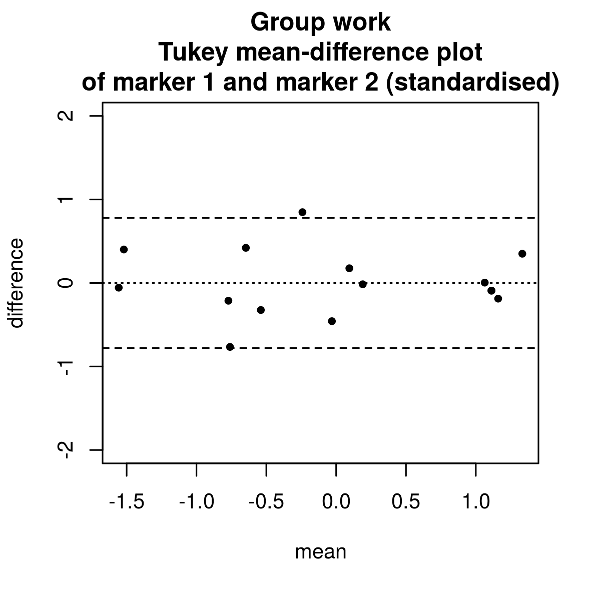 Group work
Tukey mean-difference plot
of marker 1 and marker 2 (standardised)
2
1
0
-1
-2
difference
-1.5 -1.0 -0.5 0.0 0.5 1.0
mean